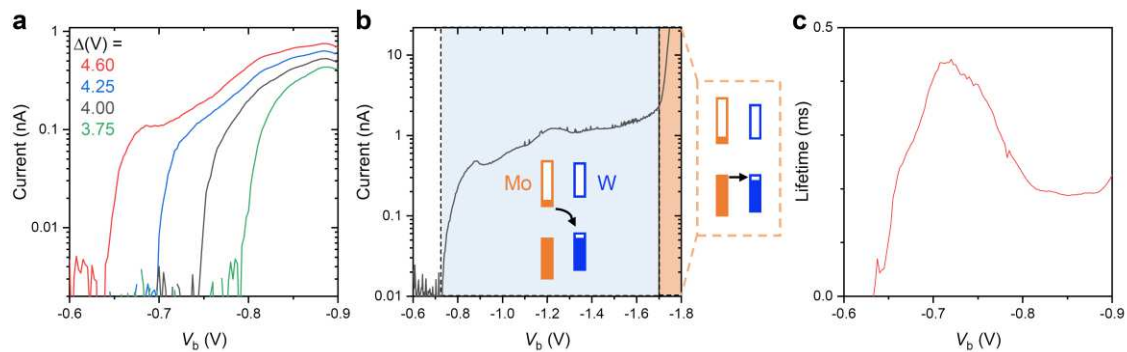 a
Δ(V) =
4.60
4.25
4.00
3.75
1
0.1
0.01
Current (nA)
-0.6
-0.7
-0.8
-0.9
V_b (V)
b
10
1
0.1
0.01
Current (nA)
Mo
W
-0.6
-0.8
-1.0
-1.2
-1.4
-1.6
-1.8
V_b (V)
c
0.5
0.0
Lifetime (ms)
-0.6
-0.7
-0.8
-0.9
V_b (V)